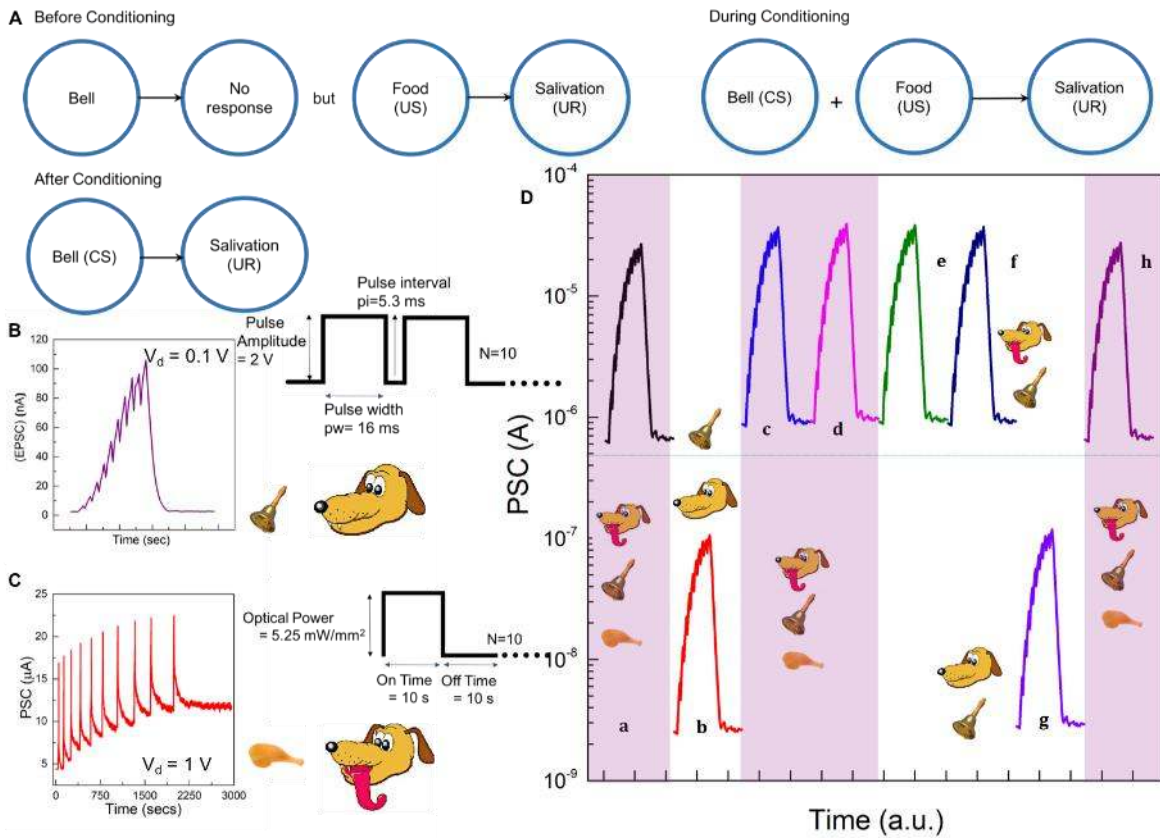 A Before Conditioning
During Conditioning
Bell
No
response
but
Food
(US)
Salivation
(UR)
Bell (CS)
+
Food
(US)
Salivation
(UR)
After Conditioning
Bell (CS)
Salivation
(UR)
B
120
100
80
60
40
20
0
(EPSC) (nA)
Time (sec)
V_d = 0.1 V
Pulse
Amplitude
= 2 V
Pulse interval
pi=5.3 ms
N=10
Pulse width
pw= 16 ms
C
25
20
15
10
5
PSC (µA)
0
750
1500
2250
3000
Time (secs)
V_d = 1 V
Optical Power
= 5.25 mW/mm²
N=10
On Time
= 10 s
Off Time
= 10 s
D
10⁻⁴
10⁻⁵
10⁻⁶
10⁻⁷
10⁻⁸
10⁻⁹
PSC (A)
Time (a.u.)
a
b
c
d
e
f
g
h